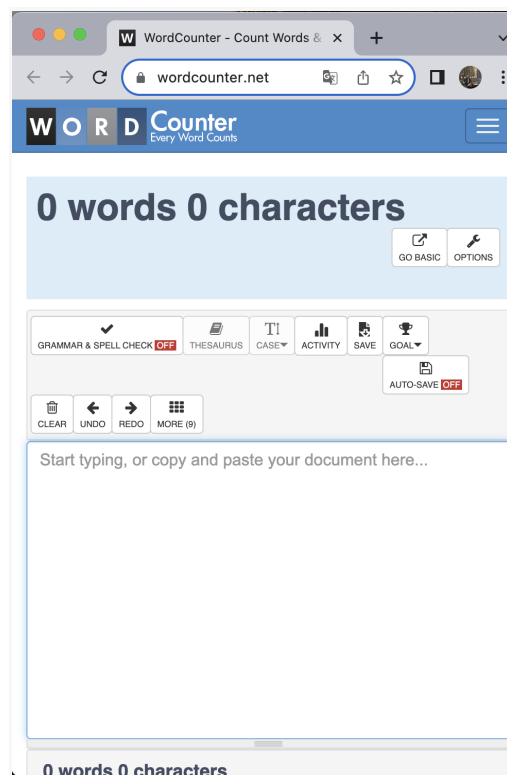 W WordCounter - Count Words &
wordcounter.net
W O R D Counter
Every Word Counts
0 words 0 characters
GO BASIC OPTIONS
GRAMMAR & SPELL CHECK OFF THESAURUS CASE ACTIVITY SAVE GOAL
AUTO-SAVE OFF
CLEAR UNDO REDO MORE (9)
Start typing, or copy and paste your document here...
0 words 0 characters